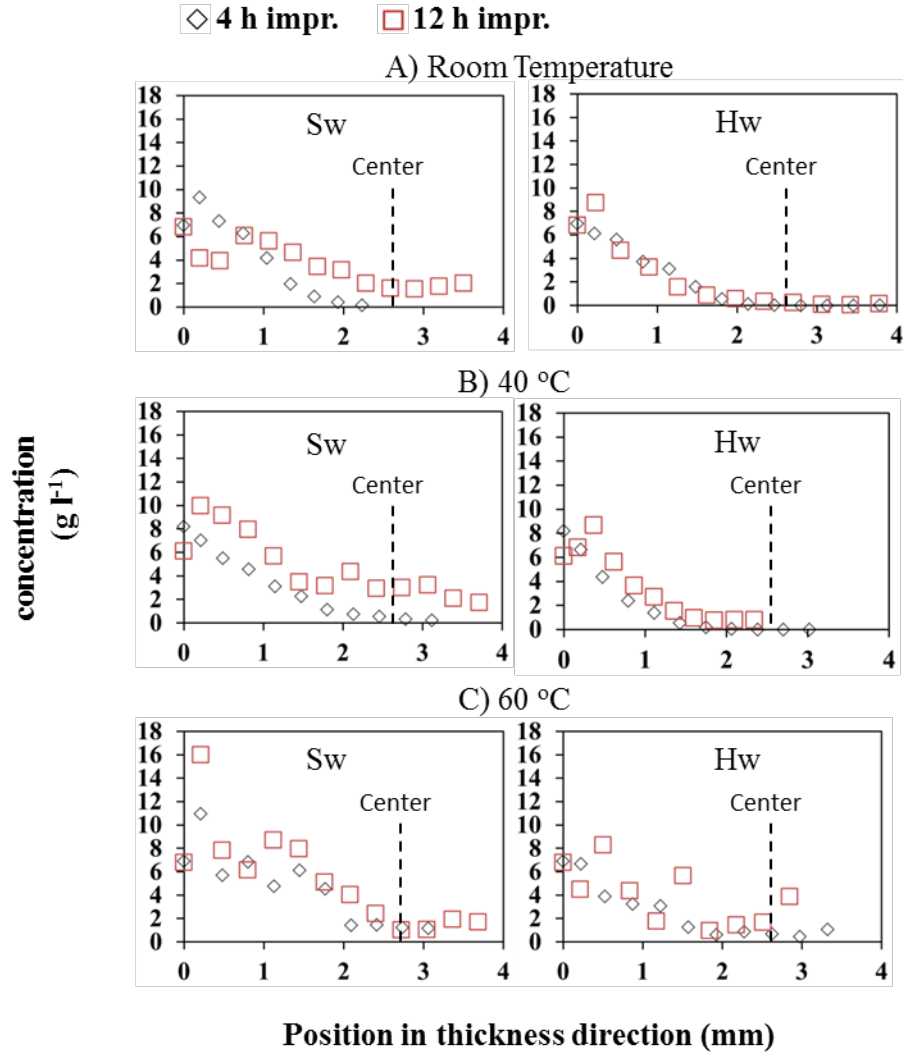 4 h impr. 12 h impr.
A) Room Temperature
18
16
14
12
10
8
6
4
2
0
Sw
Center
0 1 2 3 4
18
16
14
12
10
8
6
4
2
0
Hw
Center
0 1 2 3 4
B) 40 °C
18
16
14
12
10
8
6
4
2
0
Sw
Center
0 1 2 3 4
18
16
14
12
10
8
6
4
2
0
Hw
Center
0 1 2 3 4
C) 60 °C
18
16
14
12
10
8
6
4
2
0
Sw
Center
0 1 2 3 4
18
16
14
12
10
8
6
4
2
0
Hw
Center
0 1 2 3 4
concentration
(g l⁻¹)
Position in thickness direction (mm)